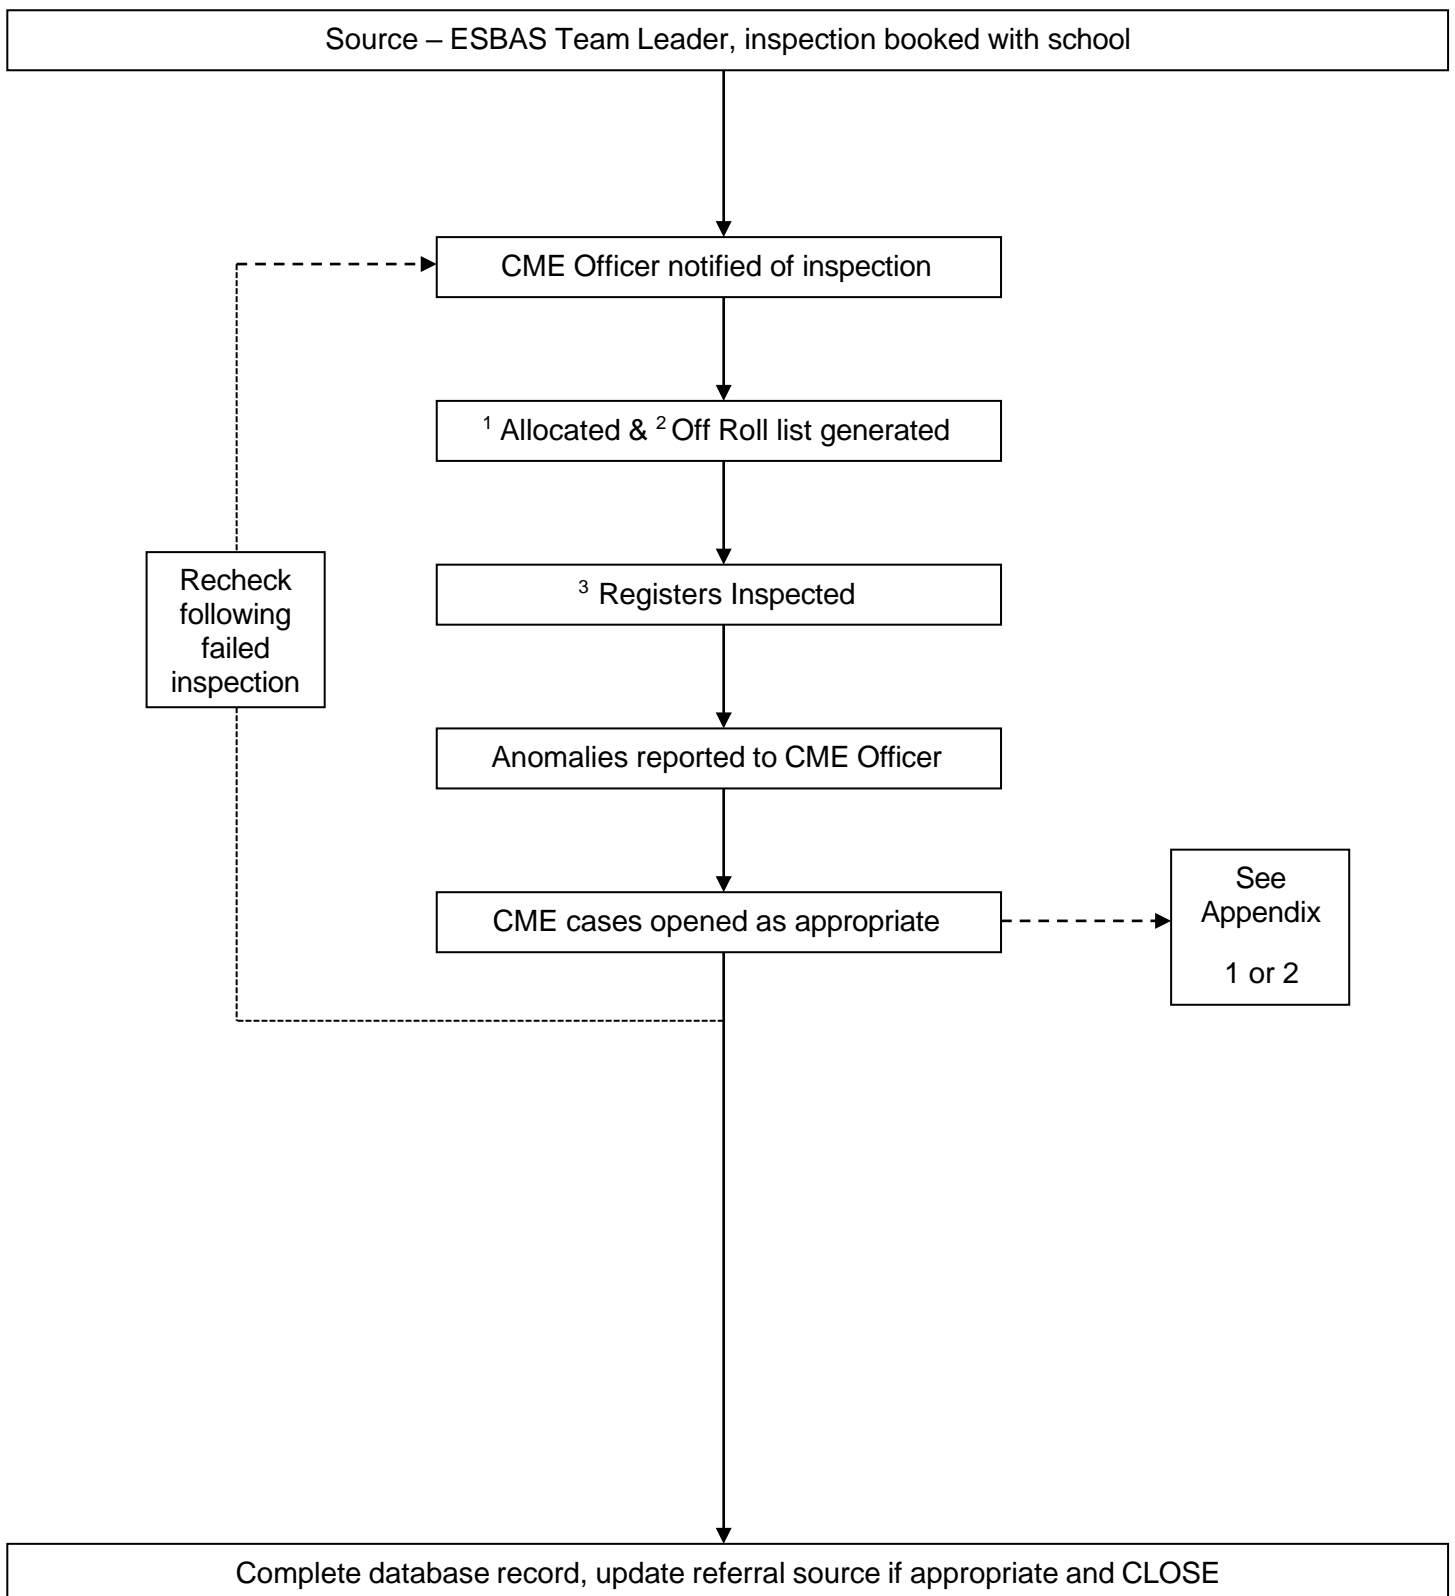 Source – ESBAS Team Leader, inspection booked with school
CME Officer notified of inspection
1 Allocated & 2 Off Roll list generated
Recheck
following
failed
inspection
3 Registers Inspected
Anomalies reported to CME Officer
CME cases opened as appropriate
See
Appendix
1 or 2
Complete database record, update referral source if appropriate and CLOSE